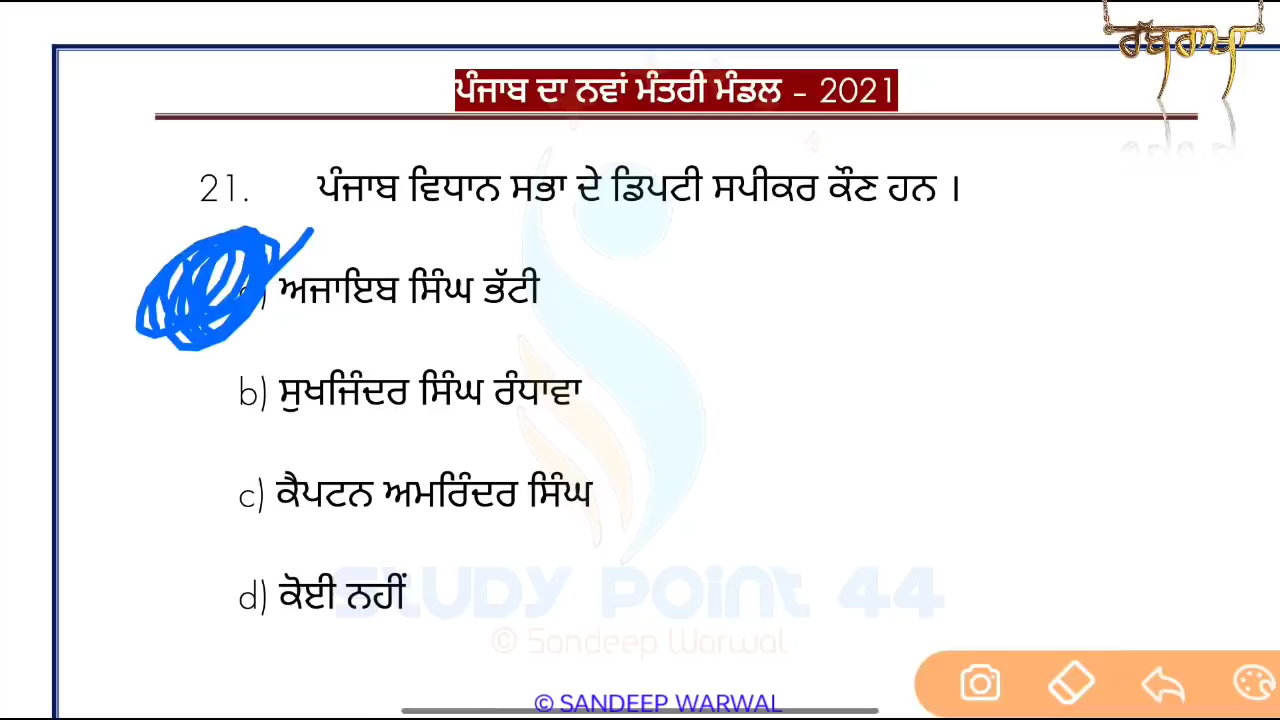 ਰੱਬਰਾਖਾ
ਪੰਜਾਬ ਦਾ ਨਵਾਂ ਮੰਤਰੀ ਮੰਡਲ – 2021
21. ਪੰਜਾਬ ਵਿਧਾਨ ਸਭਾ ਦੇ ਡਿਪਟੀ ਸਪੀਕਰ ਕੌਣ ਹਨ ।
ਅਜਾਇਬ ਸਿੰਘ ਭੱਟੀ
b) ਸੁਖਜਿੰਦਰ ਸਿੰਘ ਰੰਧਾਵਾ
c) ਕੈਪਟਨ ਅਮਰਿੰਦਰ ਸਿੰਘ
d) ਕੋਈ ਨਹੀਂ
STUDY POINT 44
© Sandeep Warwal
© SANDEEP WARWAL